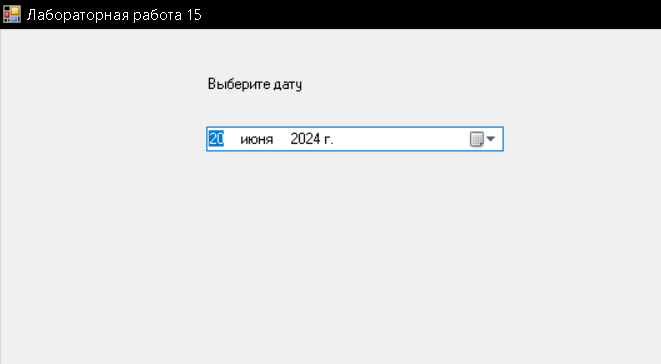 Лабораторная работа 15
Выберите дату
20 июня 2024 г.